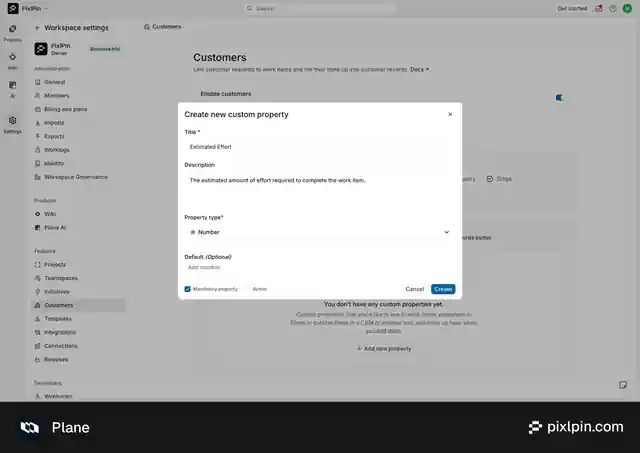 PixlPin
Search
Get started
Projects
Wiki
AI
Settings
Workspace settings
PixlPin
Owner
Administration
General
Members
Billing and plans
Imports
Exports
Worklogs
Identity
Workspace Governance
Products
Wiki
Plane AI
Features
Projects
Teamspaces
Initiatives
Customers
Templates
Integrations
Connections
Releases
Developers
Webhooks
Customers
Customers
Docs
Enable customers
Stage
Create new custom property
Title *
Estimated Effort
Description
The estimated amount of effort required to complete the work item.
Property type*
# Number
Default (Optional)
Add number
Mandatory property
Active
Cancel
Create
You don't have any custom properties yet.
+ Add new property
Plane
pixlpin.com